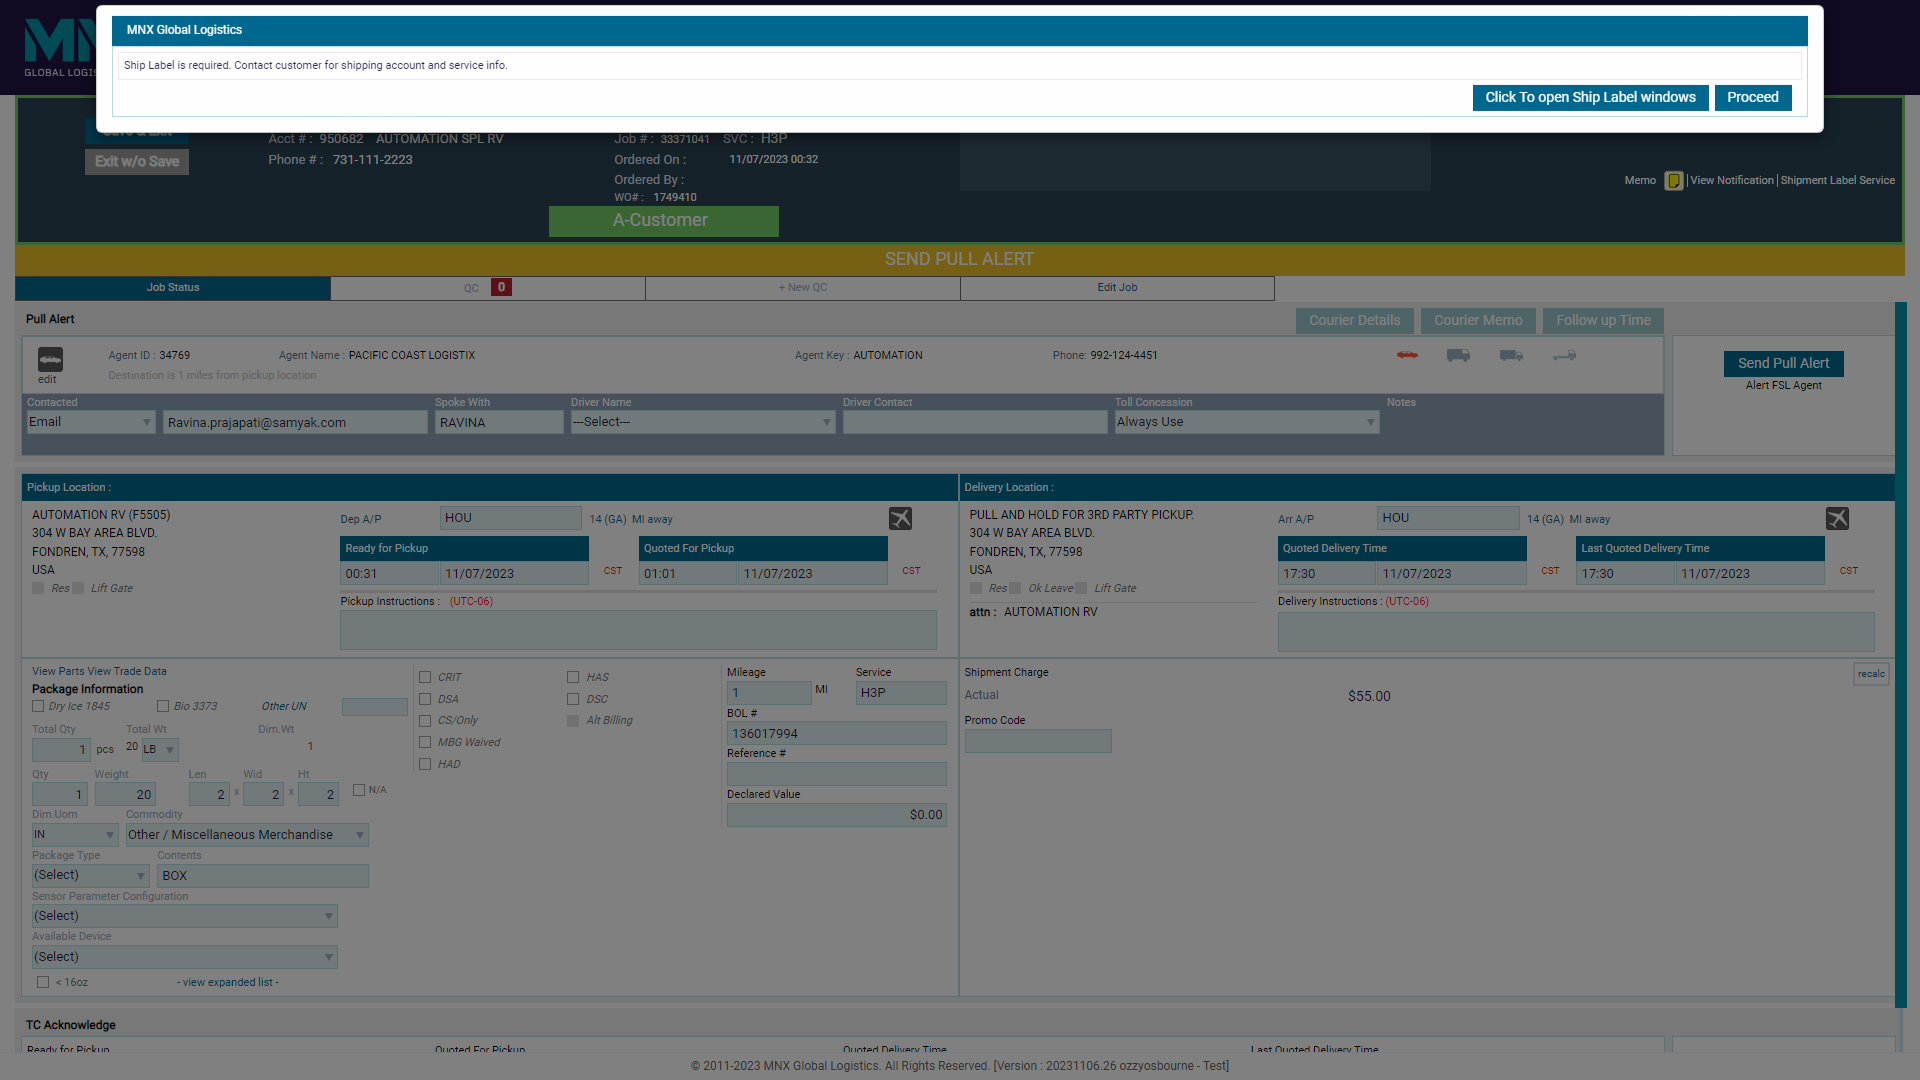 MNX Global Logistics
Ship Label is required. Contact customer for shipping account and service info.
Click To open Ship Label windows Proceed
GLOBAL LOGIS
Exit w/o Save
Acct # : 950682 AUTOMATION SPL RV
Phone # : 731-111-2223
Job # : 33371041 SVC : H3P
Ordered On : 11/07/2023 00:32
Ordered By :
WO# : 1749410
A-Customer
Memo | View Notification | Shipment Label Service
SEND PULL ALERT
Job Status QC 0 + New QC Edit Job
Pull Alert Courier Details Courier Memo Follow up Time
edit
Agent ID : 34769 Agent Name : PACIFIC COAST LOGISTIX Agent Key : AUTOMATION Phone: 992-124-4451
Destination is 1 miles from pickup location
Send Pull Alert
Alert FSL Agent
Contacted Spoke With Driver Name Driver Contact Toll Concession Notes
Email Ravina.prajapati@samyak.com RAVINA ---Select--- Always Use
Pickup Location :
AUTOMATION RV (F5505)
304 W BAY AREA BLVD.
FONDREN, TX, 77598
USA
Res Lift Gate
Dep A/P HOU 14 (GA) MI away
Ready for Pickup Quoted For Pickup
00:31 11/07/2023 CST 01:01 11/07/2023 CST
Pickup Instructions : (UTC-06)
Delivery Location :
PULL AND HOLD FOR 3RD PARTY PICKUP.
304 W BAY AREA BLVD.
FONDREN, TX, 77598
USA
Res Ok Leave Lift Gate
attn : AUTOMATION RV
Arr A/P HOU 14 (GA) MI away
Quoted Delivery Time Last Quoted Delivery Time
17:30 11/07/2023 CST 17:30 11/07/2023 CST
Delivery Instructions : (UTC-06)
View Parts View Trade Data
Package Information
Dry Ice 1845 Bio 3373 Other UN
Total Qty Total Wt Dim.Wt
1 pcs 20 LB 1
Qty Weight Len Wid Ht
1 20 2 x 2 x 2 N/A
Dim.Uom Commodity
IN Other / Miscellaneous Merchandise
Package Type Contents
(Select) BOX
Sensor Parameter Configuration
(Select)
Available Device
(Select)
< 16oz - view expanded list -
CRIT HAS
DSA DSC
CS/Only Alt Billing
MBG Waived
HAD
Mileage Service
1 MI H3P
BOL #
136017994
Reference #
Declared Value
$0.00
Shipment Charge recalc
Actual $55.00
Promo Code
TC Acknowledge
Ready for Pickup Quoted For Pickup Quoted Delivery Time Last Quoted Delivery Time
© 2011-2023 MNX Global Logistics. All Rights Reserved. [Version : 20231106.26 ozzyosbourne - Test]